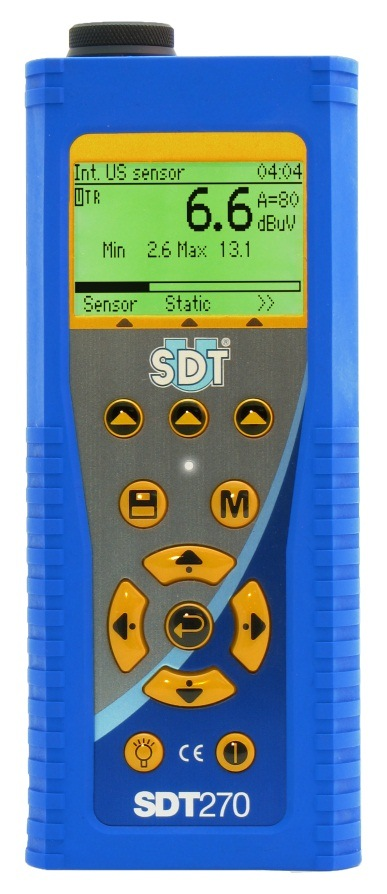 Int. US sensor 04:04
TR 6.6 A=80
dBuV
Min 2.6 Max 13.1
Sensor Static >>
SDT®
M
CE
SDT270